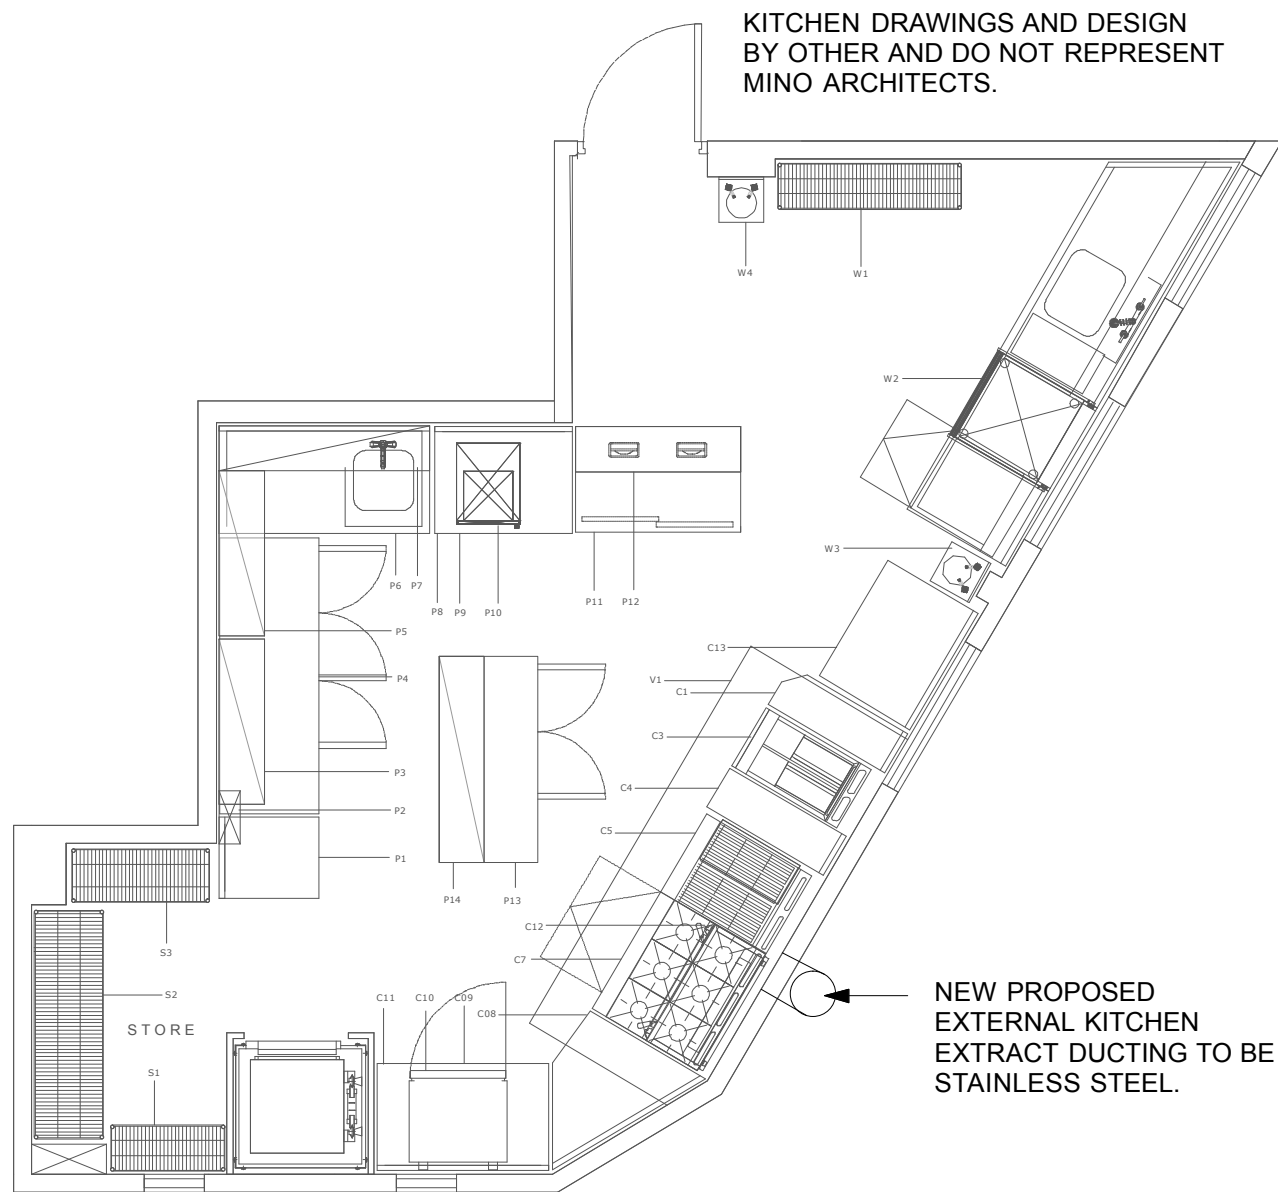 KITCHEN DRAWINGS AND DESIGN
BY OTHER AND DO NOT REPRESENT
MINO ARCHITECTS.
W4
W1
W2
W3
P6
P7
P8
P9
P10
P11
P12
P5
P4
P3
P2
P1
C13
V1
C1
C3
C4
C5
P14
P13
C12
C7
S3
S2
STORE
C11
C10
C09
C08
S1
NEW PROPOSED
EXTERNAL KITCHEN
EXTRACT DUCTING TO BE
STAINLESS STEEL.